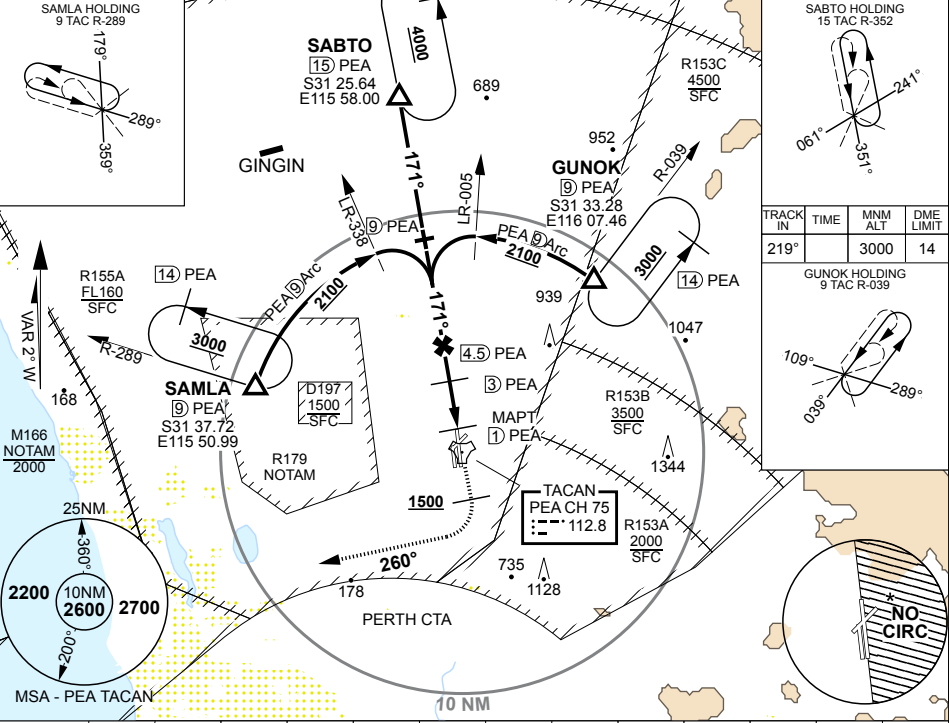 SAMLA HOLDING
9 TAC R-289
179°
289°
359°
SABTO
15 PEA
S31 25.64
E115 58.00
4000
689
GINGIN
171°
LR-338
9 PEA
LR-005
952
GUNOK
9 PEA
S31 33.28
E116 07.46
R-039
R153C
4500
SFC
SABTO HOLDING
15 TAC R-352
241°
061°
351°
TRACK IN
TIME
MNM ALT
DME LIMIT
219°
3000
14
GUNOK HOLDING
9 TAC R-039
109°
289°
039°
PEA 9 Arc
2100
PEA 9 Arc
2100
3000
14 PEA
939
1047
R155A
FL160
SFC
14 PEA
VAR 2° W
R-289
3000
171°
4.5 PEA
3 PEA
MAPT
1 PEA
SAMLA
9 PEA
S31 37.72
E115 50.99
D197
1500
SFC
R179
NOTAM
168
M166
NOTAM
2000
R153B
3500
SFC
1344
1500
TACAN
PEA CH 75
112.8
R153A
2000
SFC
260°
735
1128
178
PERTH CTA
25NM
360°
2200
10NM
2600
2700
200°
MSA - PEA TACAN
10 NM
*
NO
CIRC